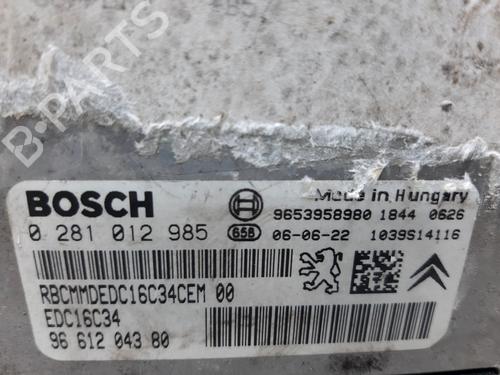 B-PARTS
BOSCH
Made in Hungary
9653958980 1844 0626
0 281 012 985
658
06-06-22 1039S14116
RBCMMDEDC16C34CEM 00
EDC16C34
96 612 043 80